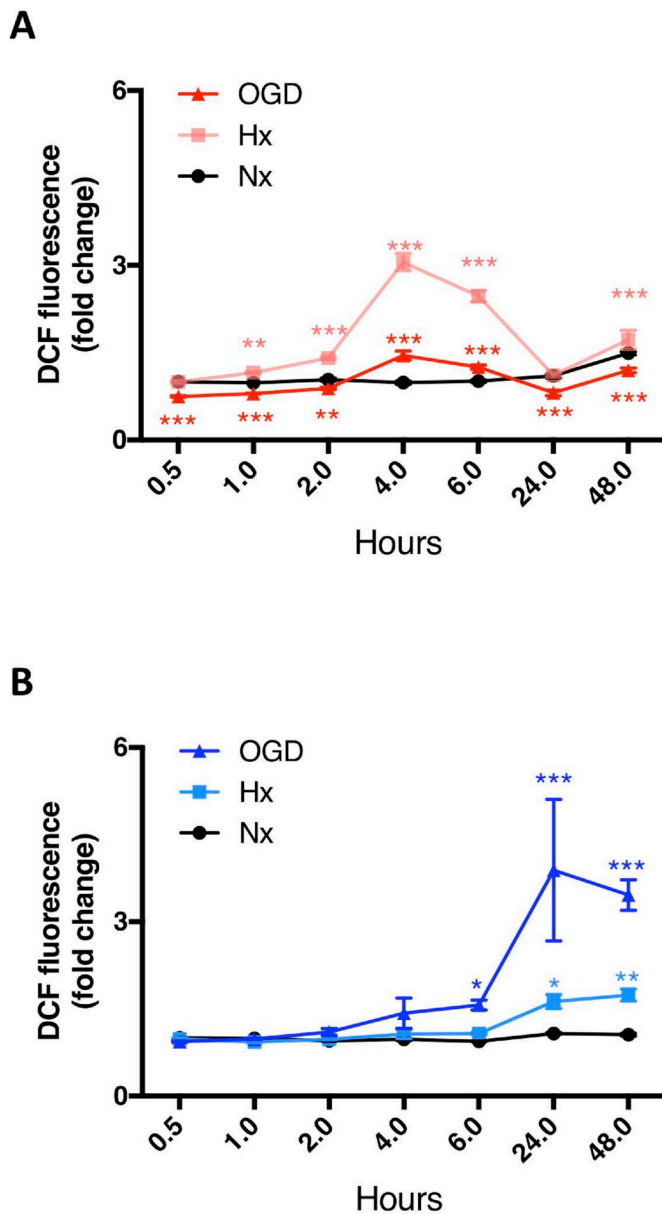 A
DCF fluorescence
(fold change)
6
3
0
OGD
Hx
Nx
*** ** *** *** ***
*** *** ***
*** *** ** *** ***
0.5 1.0 2.0 4.0 6.0 24.0 48.0
Hours
B
DCF fluorescence
(fold change)
6
3
0
OGD
Hx
Nx
***
***
* * **
0.5 1.0 2.0 4.0 6.0 24.0 48.0
Hours